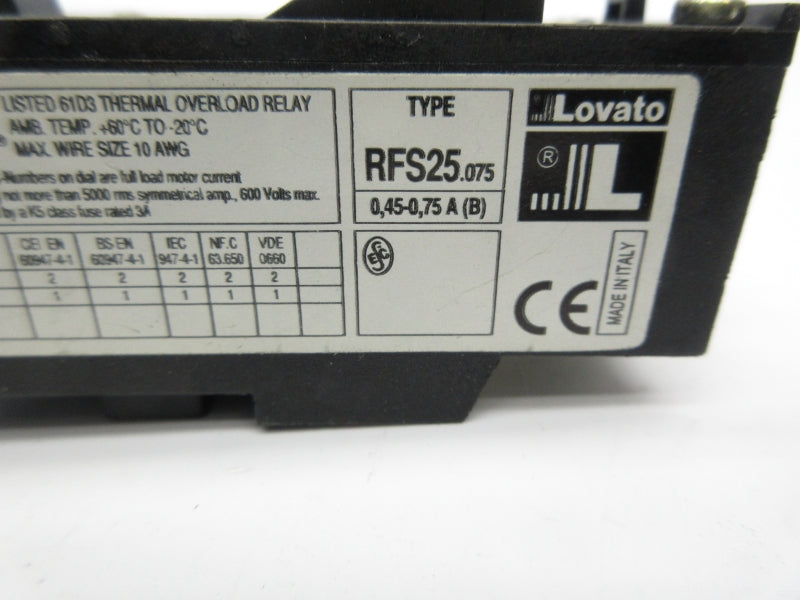 LISTED 61D3 THERMAL OVERLOAD RELAY
AMB. TEMP. +60°C TO -20°C
® MAX. WIRE SIZE 10 AWG
-Numbers on dial are full load motor current
not more than 5000 rms symmetrical amp., 600 Volts max.
by a K5 class fuse rated 3A
TYPE
RFS25.075
0,45-0,75 A (B)
Lovato
®
L
CEI EN BS EN IEC NF.C VDE
60947-4-1 60947-4-1 947-4-1 63.650 0660
2 2 2 2 2
1 1 1 1 1
CE
MADE IN ITALY